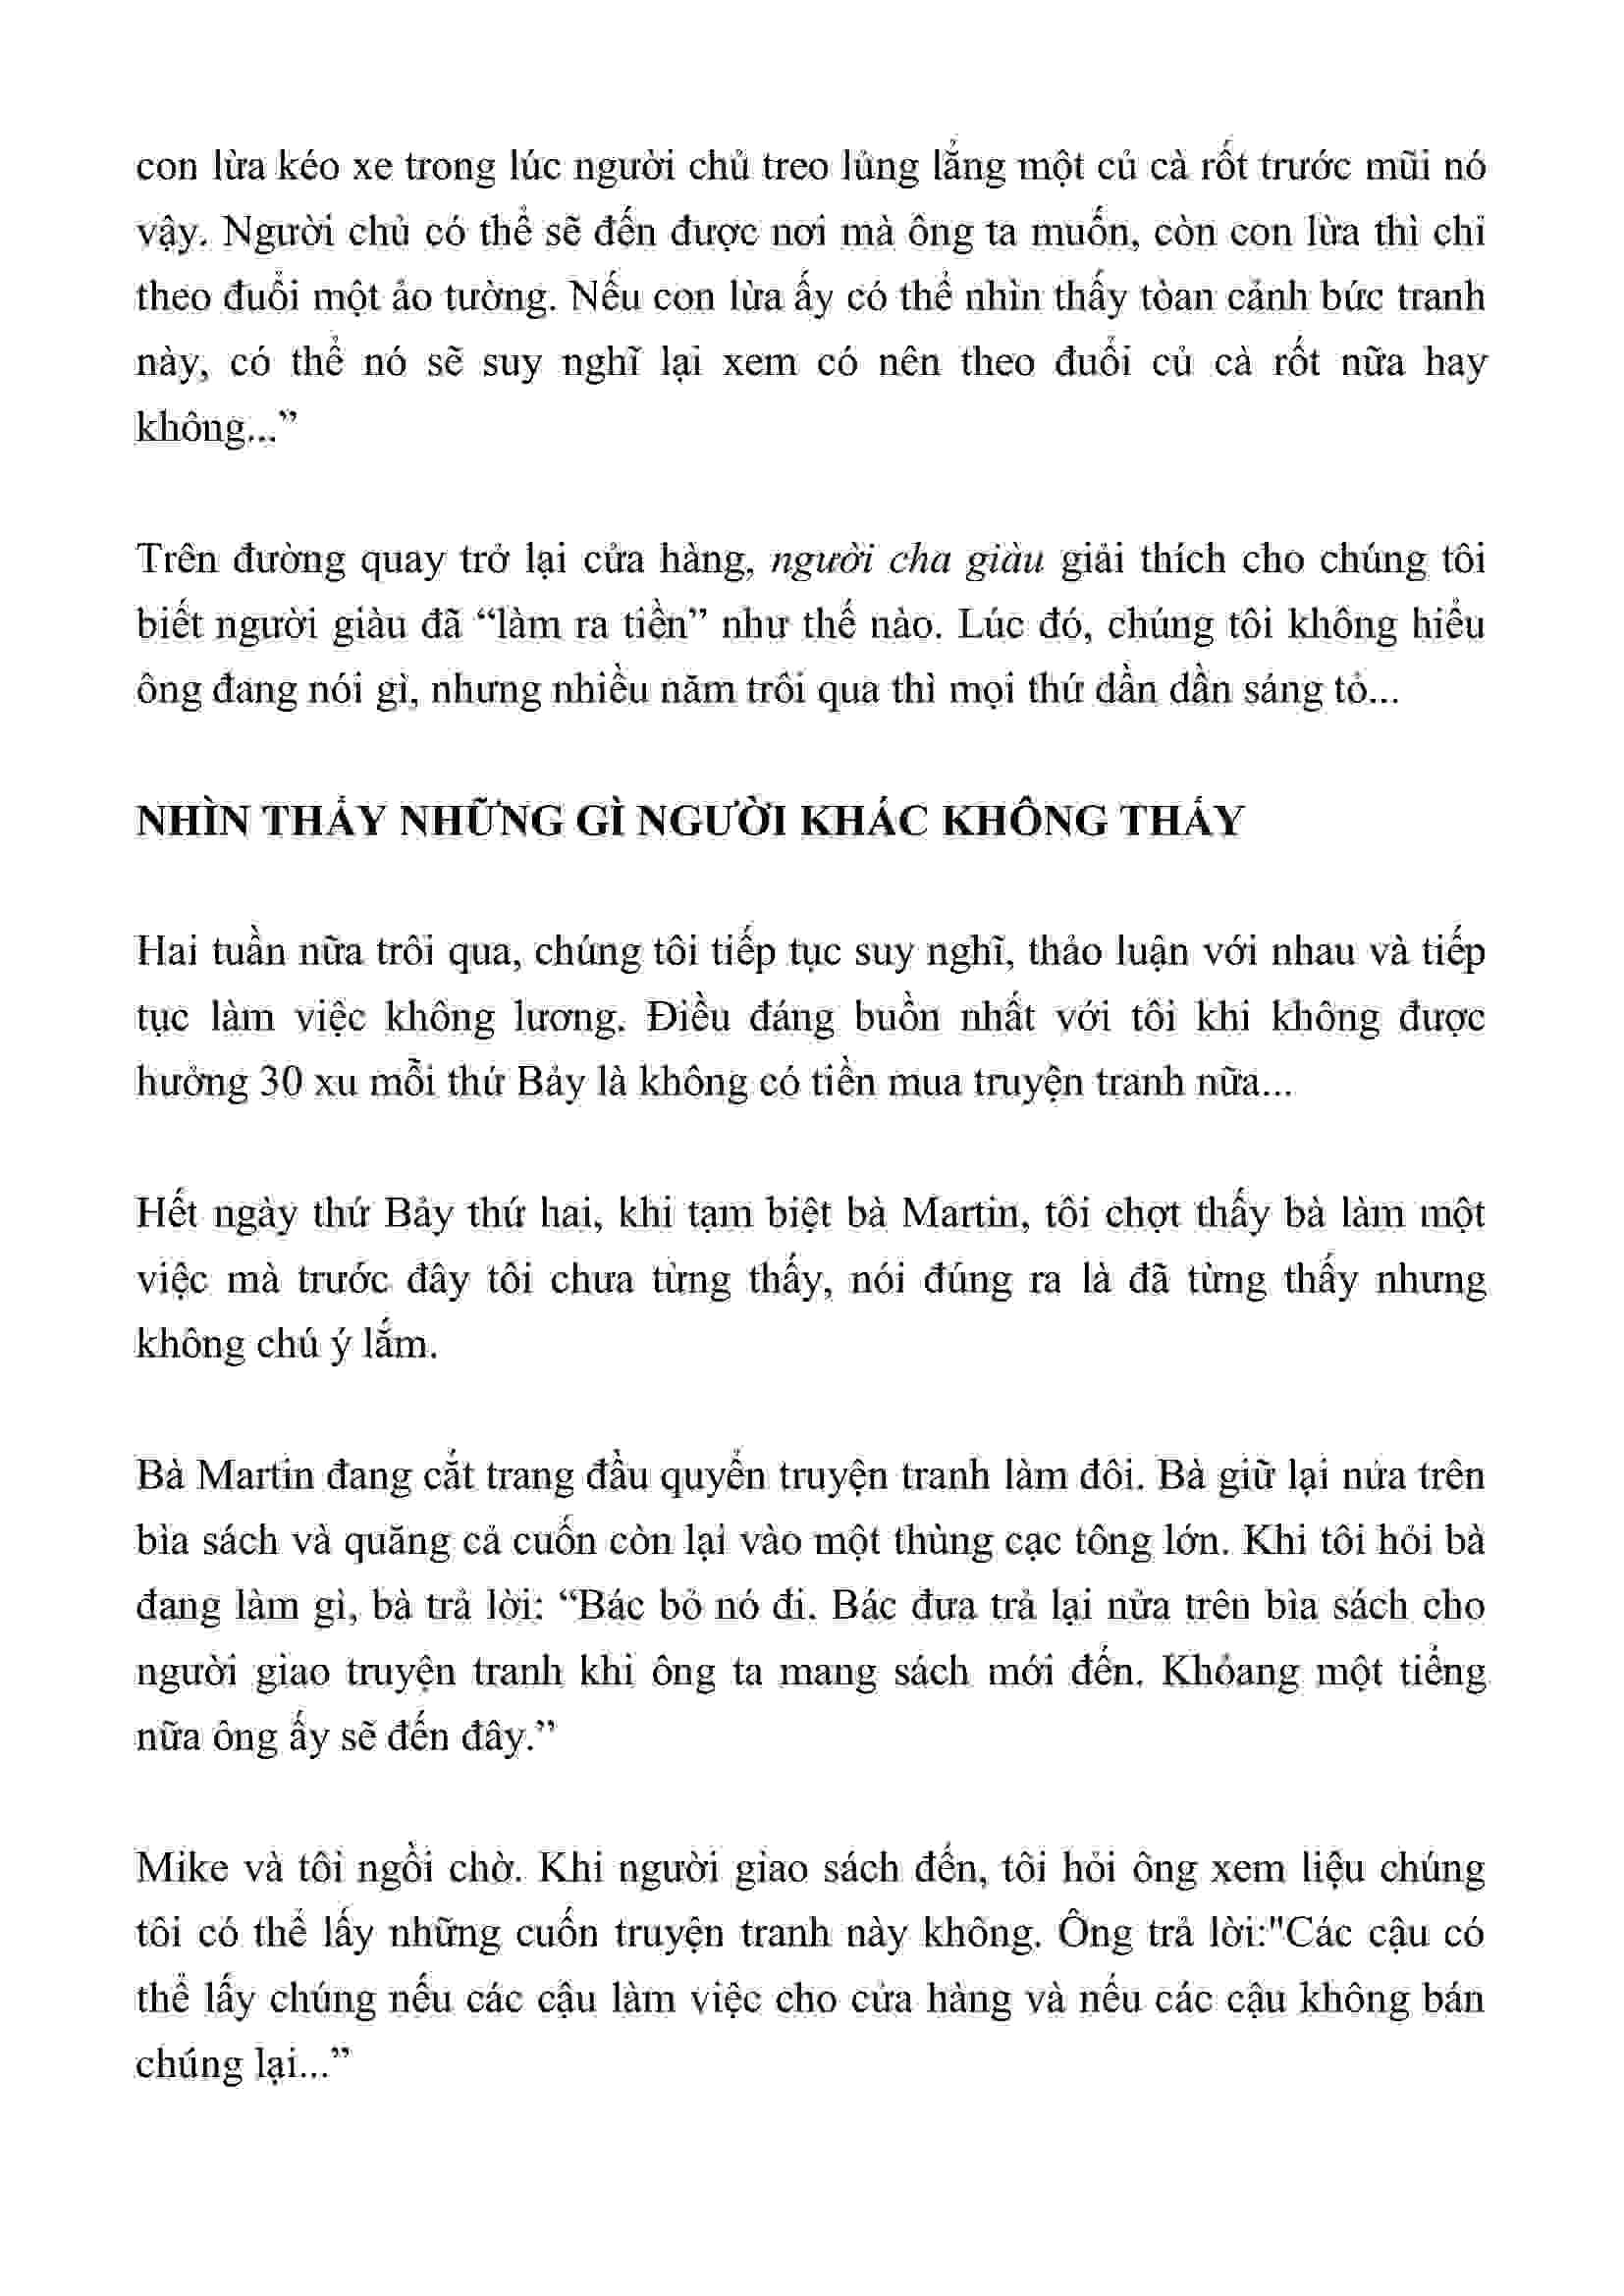 con lừa kéo xe trong lúc người chủ treo lủng lẳng một củ cà rốt trước mũi nó
vậy. Người chủ có thể sẽ đến được nơi mà ông ta muốn, còn con lừa thì chỉ
theo đuổi một ảo tưởng. Nếu con lừa ấy có thể nhìn thấy tòan cảnh bức tranh
này, có thể nó sẽ suy nghĩ lại xem có nên theo đuổi củ cà rốt nữa hay
không...”
Trên đường quay trở lại cửa hàng, người cha giàu giải thích cho chúng tôi
biết người giàu đã “làm ra tiền” như thế nào. Lúc đó, chúng tôi không hiểu
ông đang nói gì, nhưng nhiều năm trôi qua thì mọi thứ dần dần sáng tỏ...
NHÌN THẤY NHỮNG GÌ NGƯỜI KHÁC KHÔNG THẤY
Hai tuần nữa trôi qua, chúng tôi tiếp tục suy nghĩ, thảo luận với nhau và tiếp
tục làm việc không lương. Điều đáng buồn nhất với tôi khi không được
hưởng 30 xu mỗi thứ Bảy là không có tiền mua truyện tranh nữa...
Hết ngày thứ Bảy thứ hai, khi tạm biệt bà Martin, tôi chợt thấy bà làm một
việc mà trước đây tôi chưa từng thấy, nói đúng ra là đã từng thấy nhưng
không chú ý lắm.
Bà Martin đang cắt trang đầu quyển truyện tranh làm đôi. Bà giữ lại nửa trên
bìa sách và quăng cả cuốn còn lại vào một thùng cạc tông lớn. Khi tôi hỏi bà
đang làm gì, bà trả lời: “Bác bỏ nó đi. Bác đưa trả lại nửa trên bìa sách cho
người giao truyện tranh khi ông ta mang sách mới đến. Khỏang một tiếng
nữa ông ấy sẽ đến đây.”
Mike và tôi ngồi chờ. Khi người giao sách đến, tôi hỏi ông xem liệu chúng
tôi có thể lấy những cuốn truyện tranh này không. Ông trả lời:"Các cậu có
thể lấy chúng nếu các cậu làm việc cho cửa hàng và nếu các cậu không bán
chúng lại...”